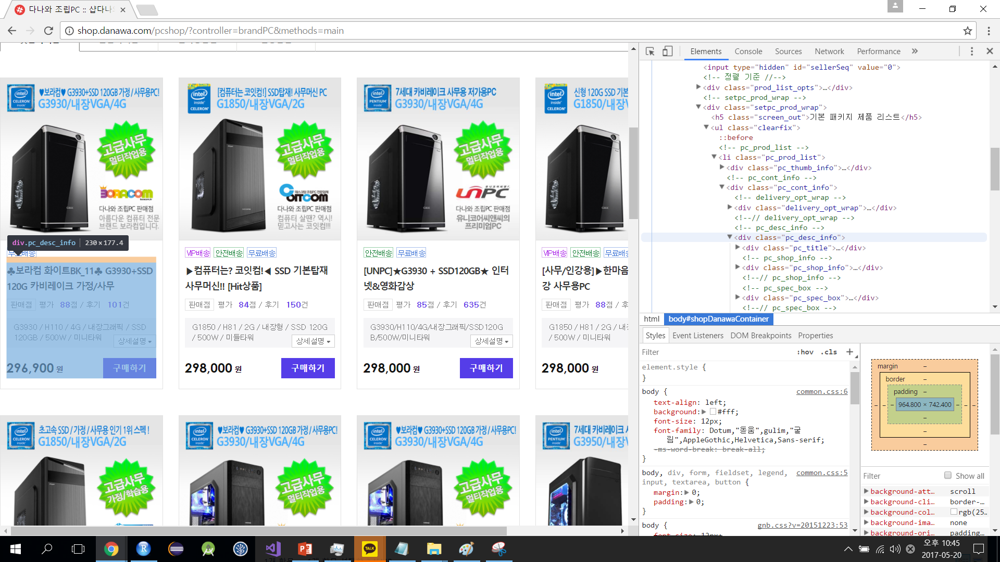 다나와 조립PC :: 샵다나
shop.danawa.com/pcshop/?controller=brandPC&methods=main
♥보라컴♥ G3930+SSD 120GB 가정 / 사무용PC!
G3930/내장VGA/4G
고급사무
멀티작업용
BORACOM
다나와 조립PC 판매점
아름다운 컴퓨터 전문
브랜드 보라컴입니다.
[컴퓨터는 코잇컴!] SSD탑재! 사무머신 PC
G1850/내장VGA/2G
고급사무
멀티작업용
COITCOM
다나와 조립PC 판매점
컴퓨터 살땐? 역시!
믿고사는 코잇컴!!!
7세대 카비레이크 사무용 저가용PC
G3930/내장VGA/4G
고급사무
멀티작업용
UNPC
다나와 조립PC 판매점
유니코어씨앤씨의
프리미엄PC
신형 120G SSD 기본
G1850/내장V
div.pc_desc_info 230 × 177.4
무료배송
♣보라컴 화이트BK_11♣ G3930+SSD
120G 카비레이크 가정/사무
판매점 평가 88점 / 후기 101건
G3930 / H110 / 4G / 내장그래픽 / SSD
120GB / 500W / 미니타워
상세설명
296,900 원 구매하기
VIP배송 안전배송 무료배송
▶컴퓨터는? 코잇컴!◀ SSD 기본탑재
사무머신!! [Hit상품]
판매점 평가 84점 / 후기 150건
G1850 / H81 / 2G / 내장형 / SSD 120G
/ 500W / 미들타워
상세설명
298,000 원 구매하기
안전배송 무료배송
[UNPC]★G3930 + SSD120GB★ 인터
넷&영화감상
판매점 평가 85점 / 후기 635건
G3930/H110/4G/내장그래픽/SSD120G
B/500W/미니타워
상세설명
298,000 원 구매하기
VIP배송 안전배송 무료배
[사무/인강용]▶한마음
강 사무용PC
판매점 평가 88점 / 후
G1850 / H81 / 2G / 내
/ 500W / 미니타워
298,000 원
초고속 SSD / 가정 / 사무용 인기 1위 스펙 !
G1850/내장VGA/2G
고급사무
가정/학습용
♥보라컴♥ G3930+SSD 120GB 가정 / 사무용PC!
G3930/내장VGA/4G
고급사무
멀티작업용
♥보라컴♥ G3930+SSD 120GB 가정 / 사무용PC!
G3930/내장VGA/4G
고급사무
멀티작업용
7세대 카비레이크 사
G3950/내장V
Elements Console Sources Network Performance »
<input type="hidden" id="sellerSeq" value="0">
<!-- 정렬 기준 //-->
<div class="prod_list_opts">…</div>
<!-- setpc_prod_wrap -->
<div class="setpc_prod_wrap">
<h5 class="screen_out">기본 패키지 제품 리스트</h5>
<ul class="clearfix">
::before
<!-- pc_prod_list -->
<li class="pc_prod_list">
<div class="pc_thumb_info">…</div>
<!-- pc_cont_info -->
<div class="pc_cont_info">
<!-- delivery_opt_wrap -->
<div class="delivery_opt_wrap">…</div>
<!--// delivery_opt_wrap -->
<!-- pc_desc_info -->
<div class="pc_desc_info">
<div class="pc_title">…</div>
<!-- pc_shop_info -->
<div class="pc_shop_info">…</div>
<!--// pc_shop_info -->
<!-- pc_spec_box -->
<div class="pc_spec_box">…</div>
<!--// pc_spec_box -->
html body#shopDanawaContainer
Styles Event Listeners DOM Breakpoints Properties
Filter :hov .cls +
element.style {
}
body { common.css:6
text-align: left;
background: #fff;
font-size: 12px;
font-family: Dotum,"돋움",gulim,"굴
림",AppleGothic,Helvetica,Sans-serif;
-ms-word-break: break-all;
}
body, div, form, fieldset, legend, common.css:5
input, textarea, button {
margin: 0;
padding: 0;
}
body { gnb.css?v=20151223:53
font-size: 12px;
margin –
border –
padding –
964.800 × 742.400
Filter Show all
background-att… scroll
background-cli… border-…
background-col… rgb(25…
background-ima… none
background-ori… padding…
TALK
오후 10:45
2017-05-20